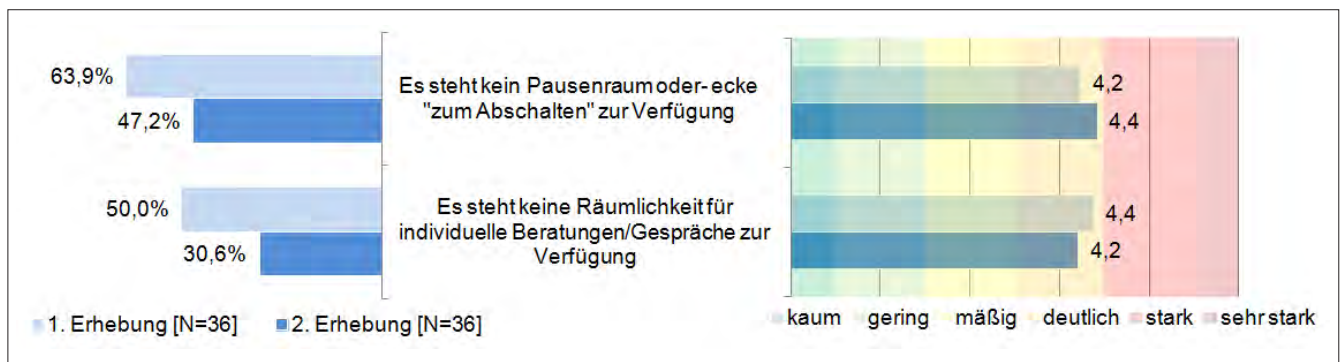 63,9%
47,2%
Es steht kein Pausenraum oder- ecke
"zum Abschalten" zur Verfügung
4,2
4,4
50,0%
30,6%
Es steht keine Räumlichkeit für
individuelle Beratungen/Gespräche zur
Verfügung
4,4
4,2
1. Erhebung [N=36] 2. Erhebung [N=36]
kaum gering mäßig deutlich stark sehr stark